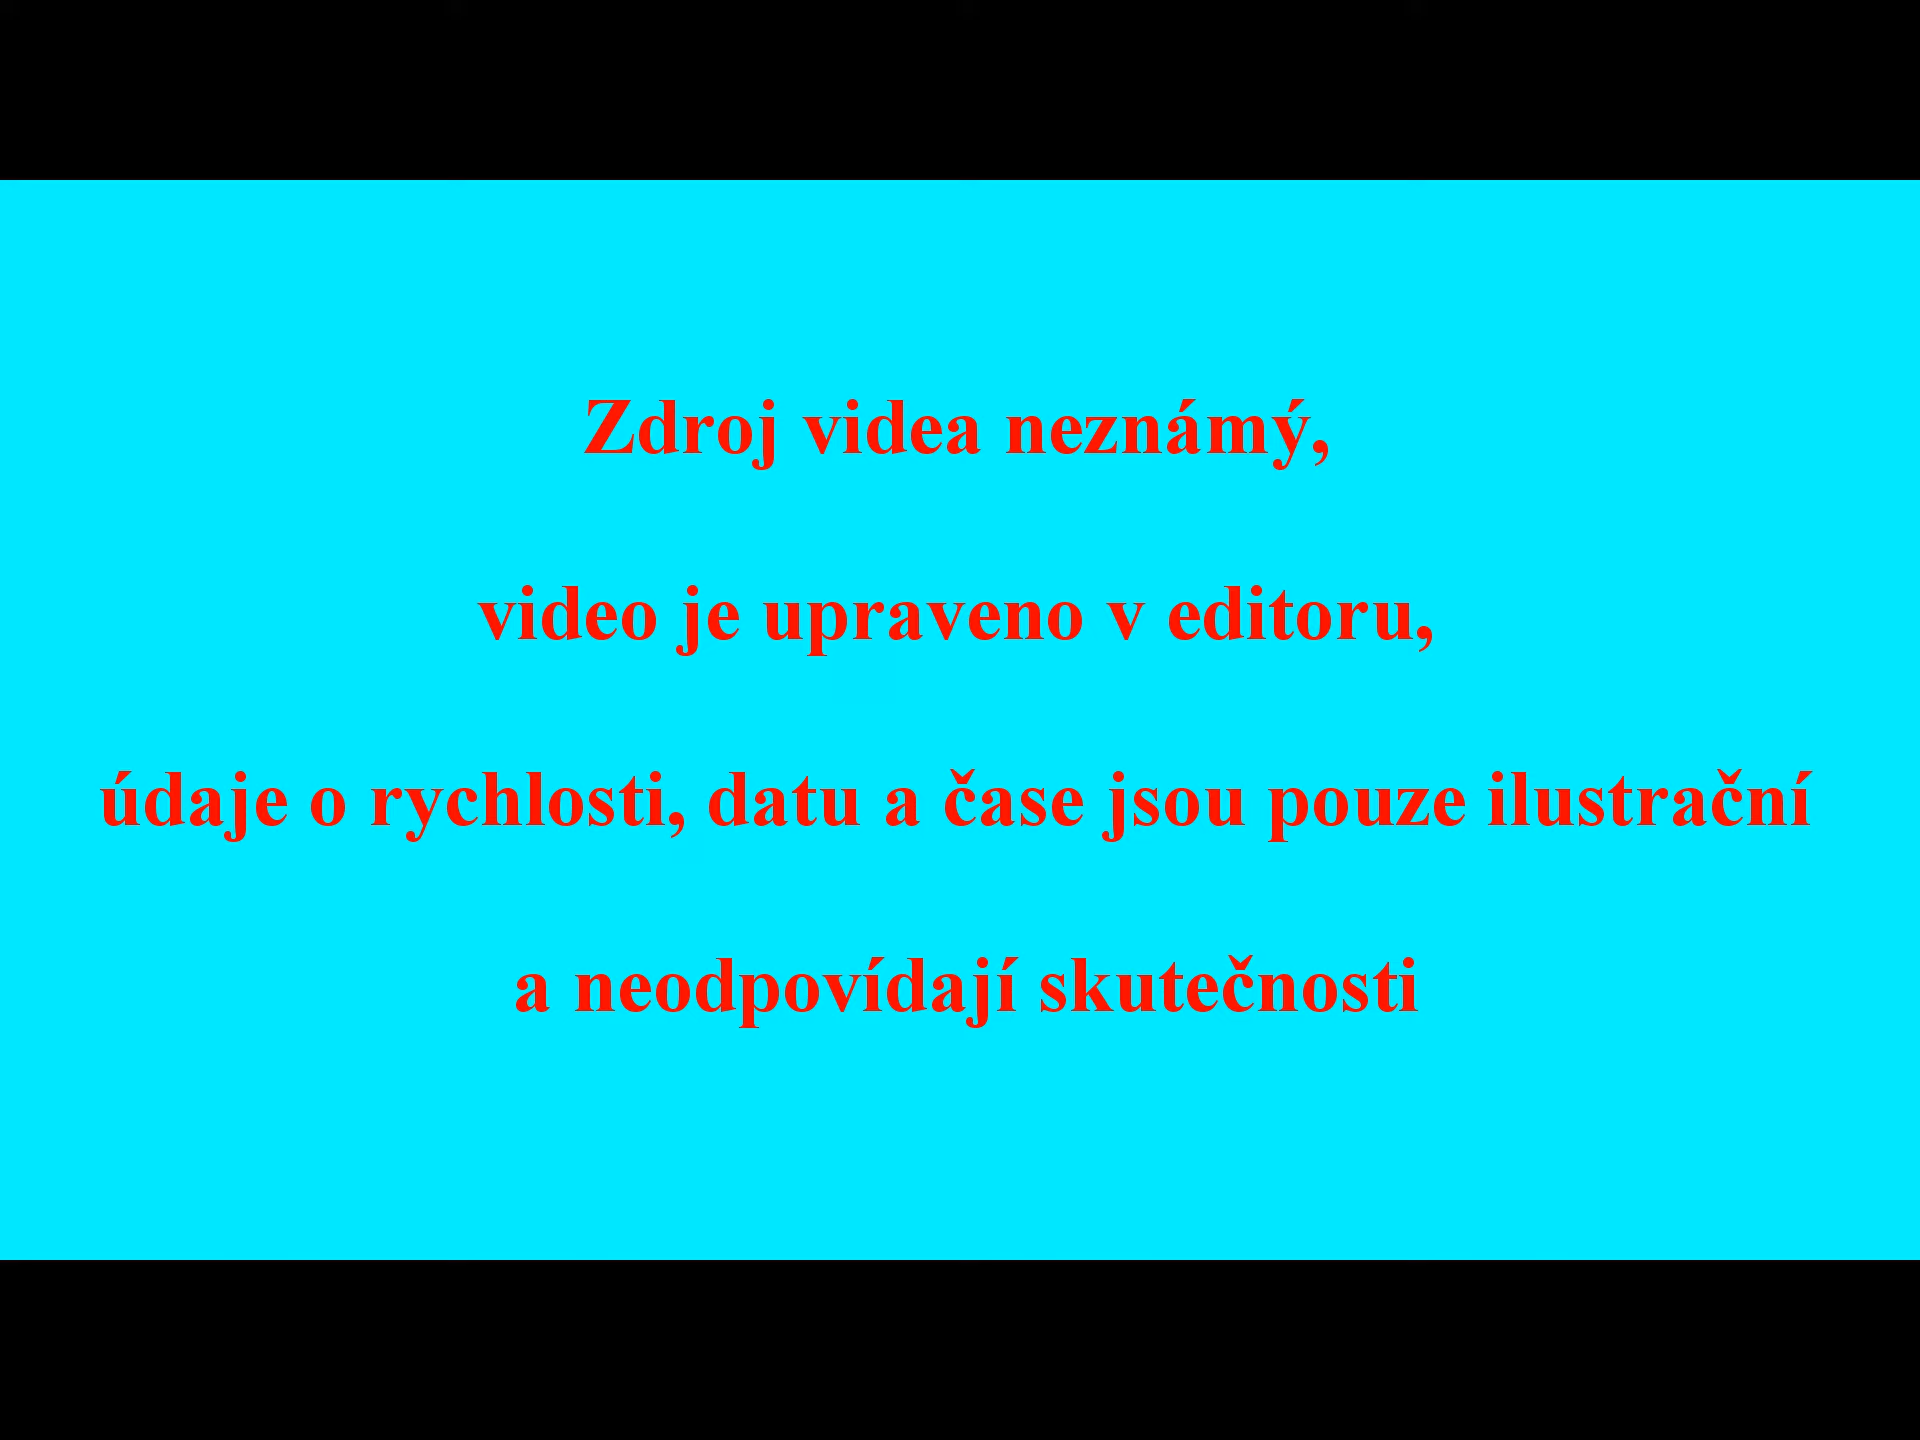 Zdroj videa neznámý,
video je upraveno v editoru,
údaje o rychlosti, datu a čase jsou pouze ilustrační
a neodpovídají skutečnosti